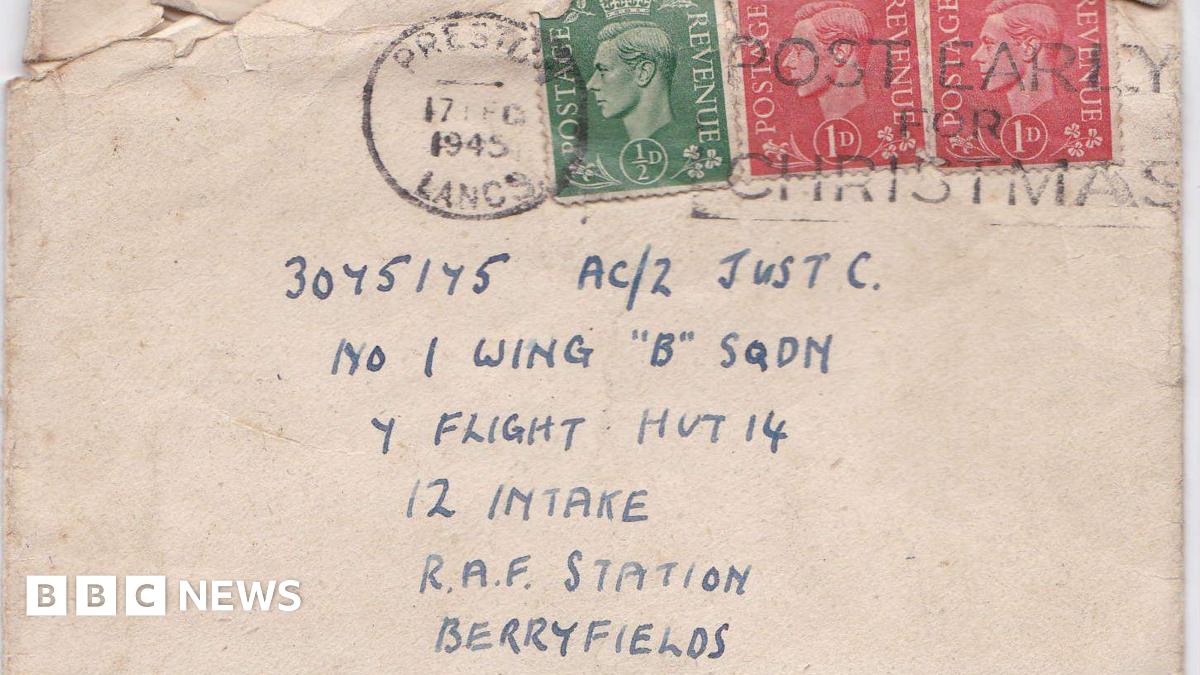 PRESTON
17 DEC
1945
LANCS
POSTAGE REVENUE
½D
POSTAGE REVENUE
1D
POSTAGE REVENUE
1D
POST EARLY
FOR
CHRISTMAS
3045145 AC/2 JUST C.
NO 1 WING "B" SQDN
Y FLIGHT HUT 14
12 INTAKE
R.A.F. STATION
BERRYFIELDS
BBC NEWS